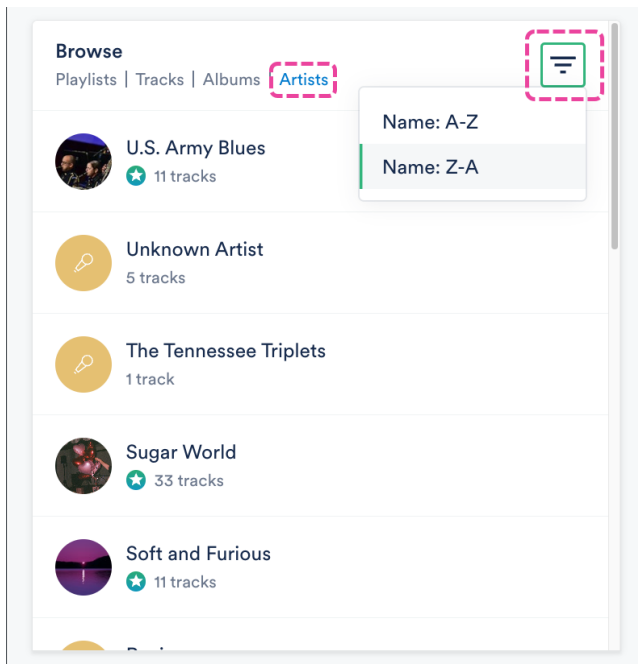 Browse
Playlists | Tracks | Albums | Artists
Name: A-Z
Name: Z-A
U.S. Army Blues
11 tracks
Unknown Artist
5 tracks
The Tennessee Triplets
1 track
Sugar World
33 tracks
Soft and Furious
11 tracks